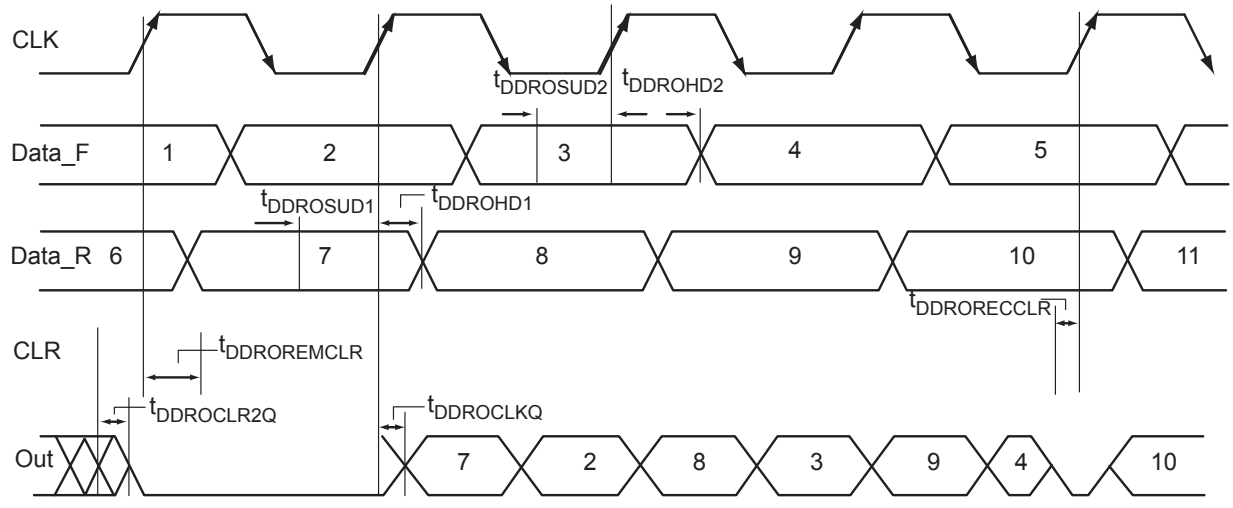 CLK
tDDROSUD2 tDDROHD2
Data_F 1 2 3 4 5
tDDROSUD1 tDDROHD1
Data_R 6 7 8 9 10 11
tDDRORECCLR
CLR
tDDROREMCLR
tDDROCLR2Q tDDROCLKQ
Out 7 2 8 3 9 4 10